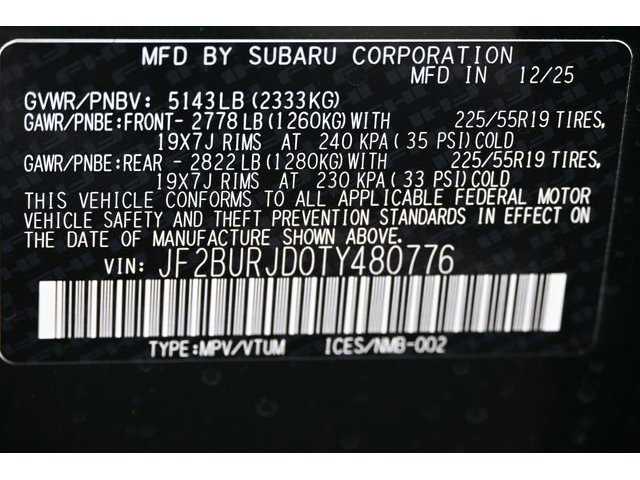 MFD BY SUBARU CORPORATION
MFD IN 12/25
GVWR/PNBV: 5143LB(2333KG)
GAWR/PNBE:FRONT- 2778LB(1260KG)WITH 225/55R19 TIRES,
19X7J RIMS AT 240 KPA( 35 PSI)COLD
GAWR/PNBE:REAR - 2822LB(1280KG)WITH 225/55R19 TIRES,
19X7J RIMS AT 230 KPA( 33 PSI)COLD
THIS VEHICLE CONFORMS TO ALL APPLICABLE FEDERAL MOTOR
VEHICLE SAFETY AND THEFT PREVENTION STANDARDS IN EFFECT ON
THE DATE OF MANUFACTURE SHOWN ABOVE.
VIN: JF2BURJD0TY480776
TYPE:MPV/VTUM ICES/NMB-002